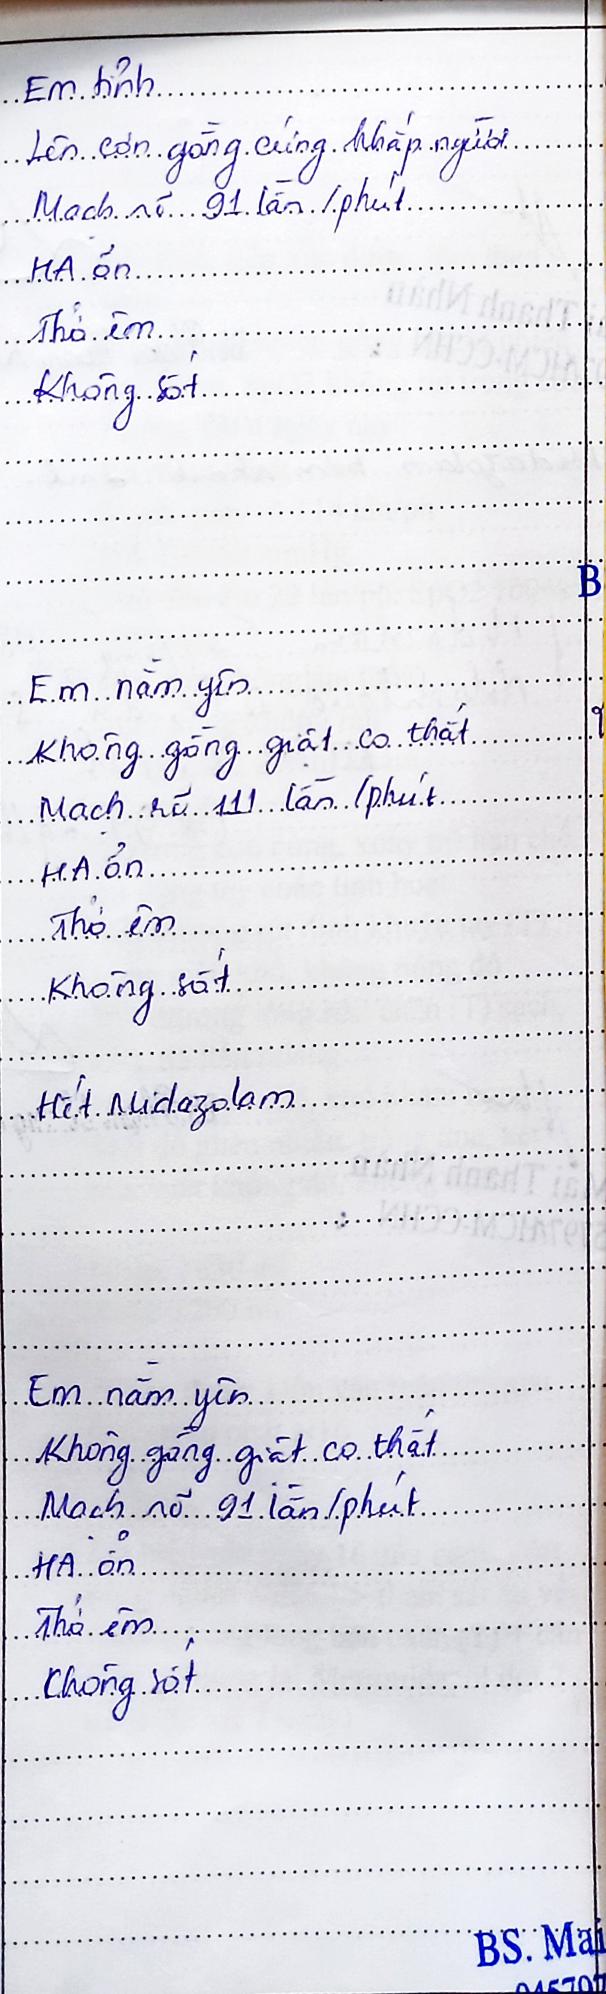 Em tỉnh
Lên cơn gồng cứng khắp người
Mạch rõ 91 lần/phút
HA ổn
Thở êm
Không sốt
B
Em nằm yên
Không gồng giật co thắt
Mạch rõ 111 lần/phút
HA ổn
Thở êm
Không sốt
Hết Midazolam
Em nằm yên
Không gồng giật co thắt
Mạch rõ 91 lần/phút
HA ổn
Thở êm
Không sốt
BS. Mai